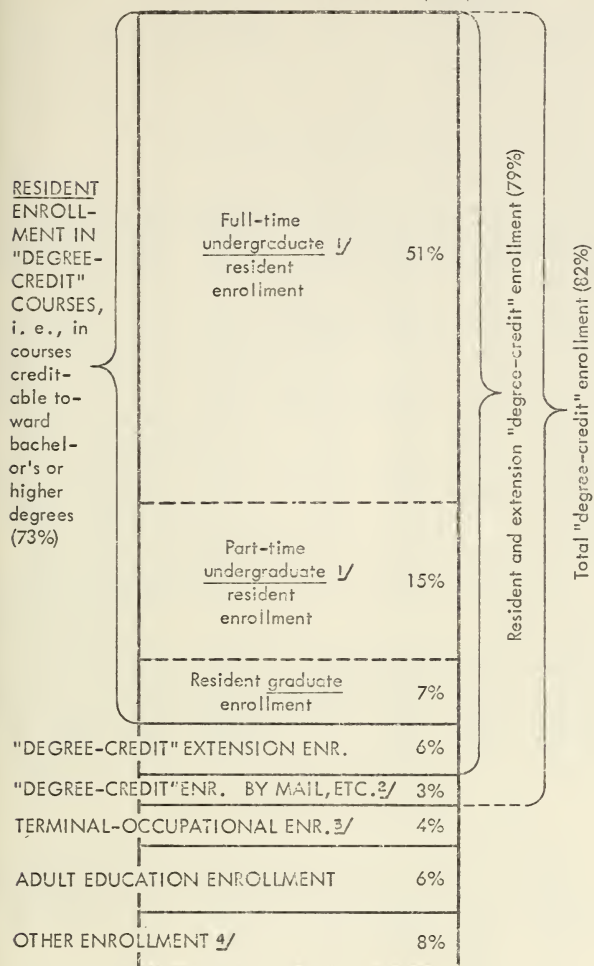 RESIDENT
ENROLL-
MENT IN
"DEGREE-
CREDIT"
COURSES,
i. e., in
courses
credit-
able to-
ward
bachel-
or's or
higher
degrees
(73%)
Full-time
undergraduate 1/
resident
enrollment
51%
Part-time
undergraduate 1/
resident
enrollment
15%
Resident graduate
enrollment
7%
"DEGREE-CREDIT" EXTENSION ENR. 6%
"DEGREE-CREDIT" ENR. BY MAIL, ETC. 2/ 3%
TERMINAL-OCCUPATIONAL ENR. 3/ 4%
ADULT EDUCATION ENROLLMENT 6%
OTHER ENROLLMENT 4/ 8%
Resident and extension "degree-credit" enrollment (79%)
Total "degree-credit" enrollment (82%)